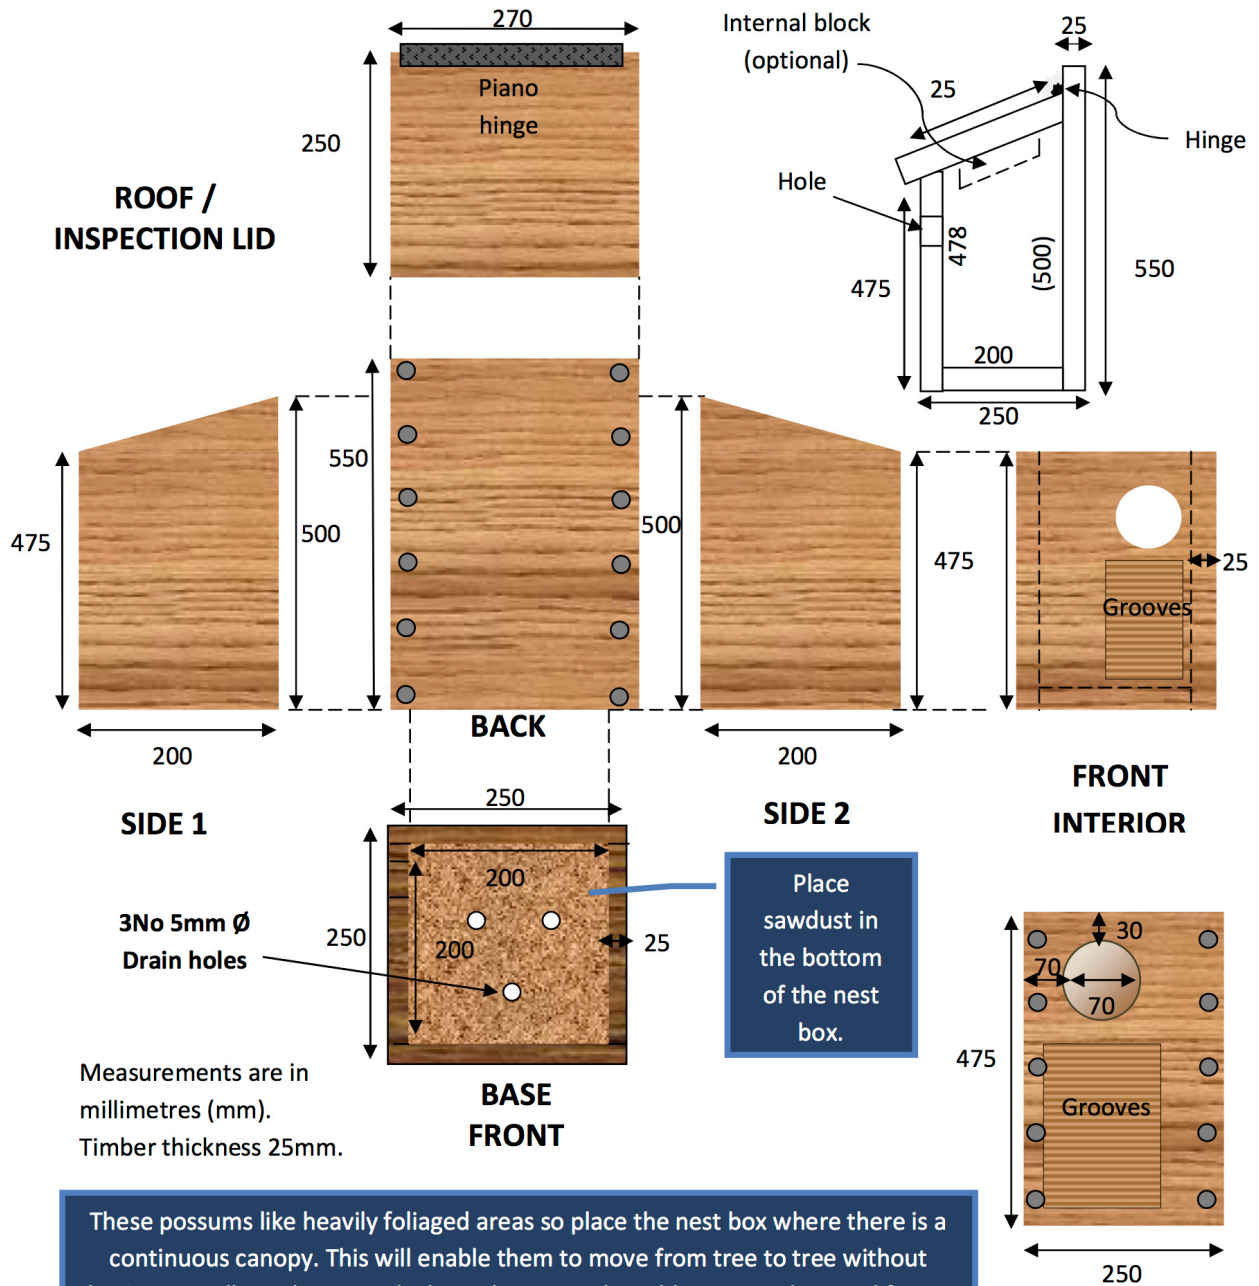 270
Piano
hinge
250
ROOF /
INSPECTION LID
Internal block
(optional)
25
25
Hinge
Hole
478
(500)
550
475
200
250
475
200
SIDE 1
500
550
BACK
500
200
SIDE 2
475
25
Grooves
FRONT
INTERIOR
250
200
200
250
25
3No 5mm Ø
Drain holes
BASE
FRONT
Place
sawdust in
the bottom
of the nest
box.
Measurements are in
millimetres (mm).
Timber thickness 25mm.
30
70
70
475
Grooves
250
These possums like heavily foliaged areas so place the nest box where there is a
continuous canopy. This will enable them to move from tree to tree without